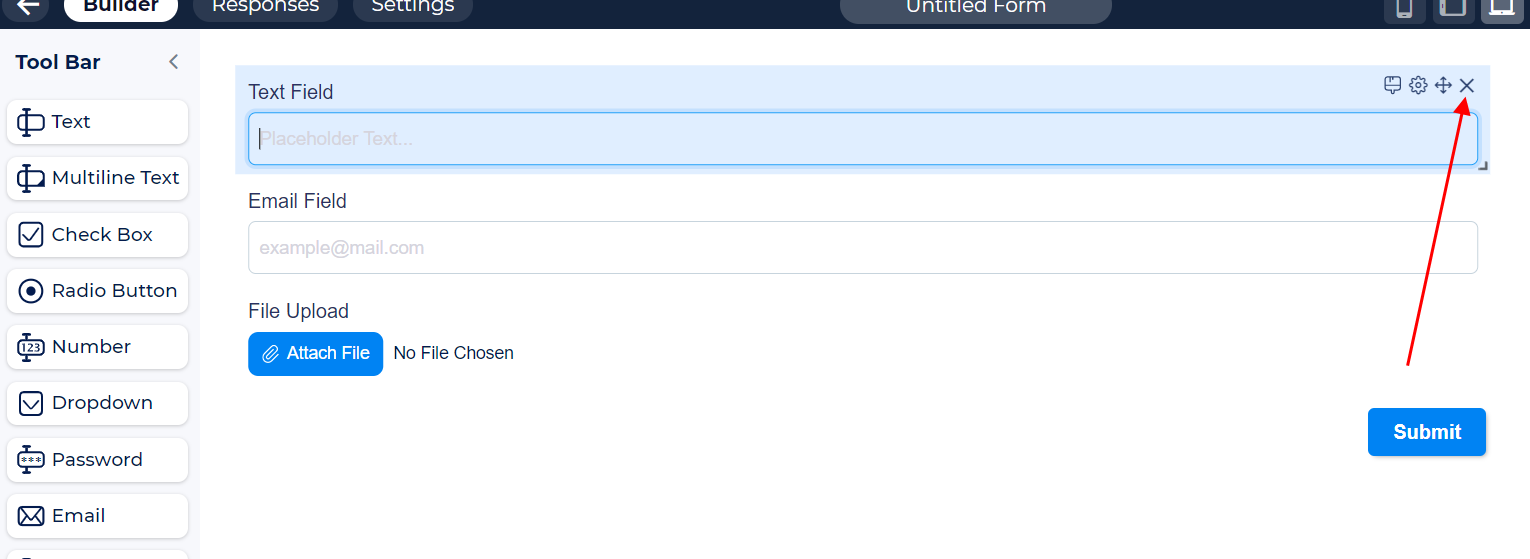 Builder
Responses
Settings
Untitled Form
Tool Bar
Text
Multiline Text
Check Box
Radio Button
123 Number
Dropdown
*** Password
Email
Text Field
Placeholder Text...
Email Field
example@mail.com
File Upload
Attach File
No File Chosen
Submit